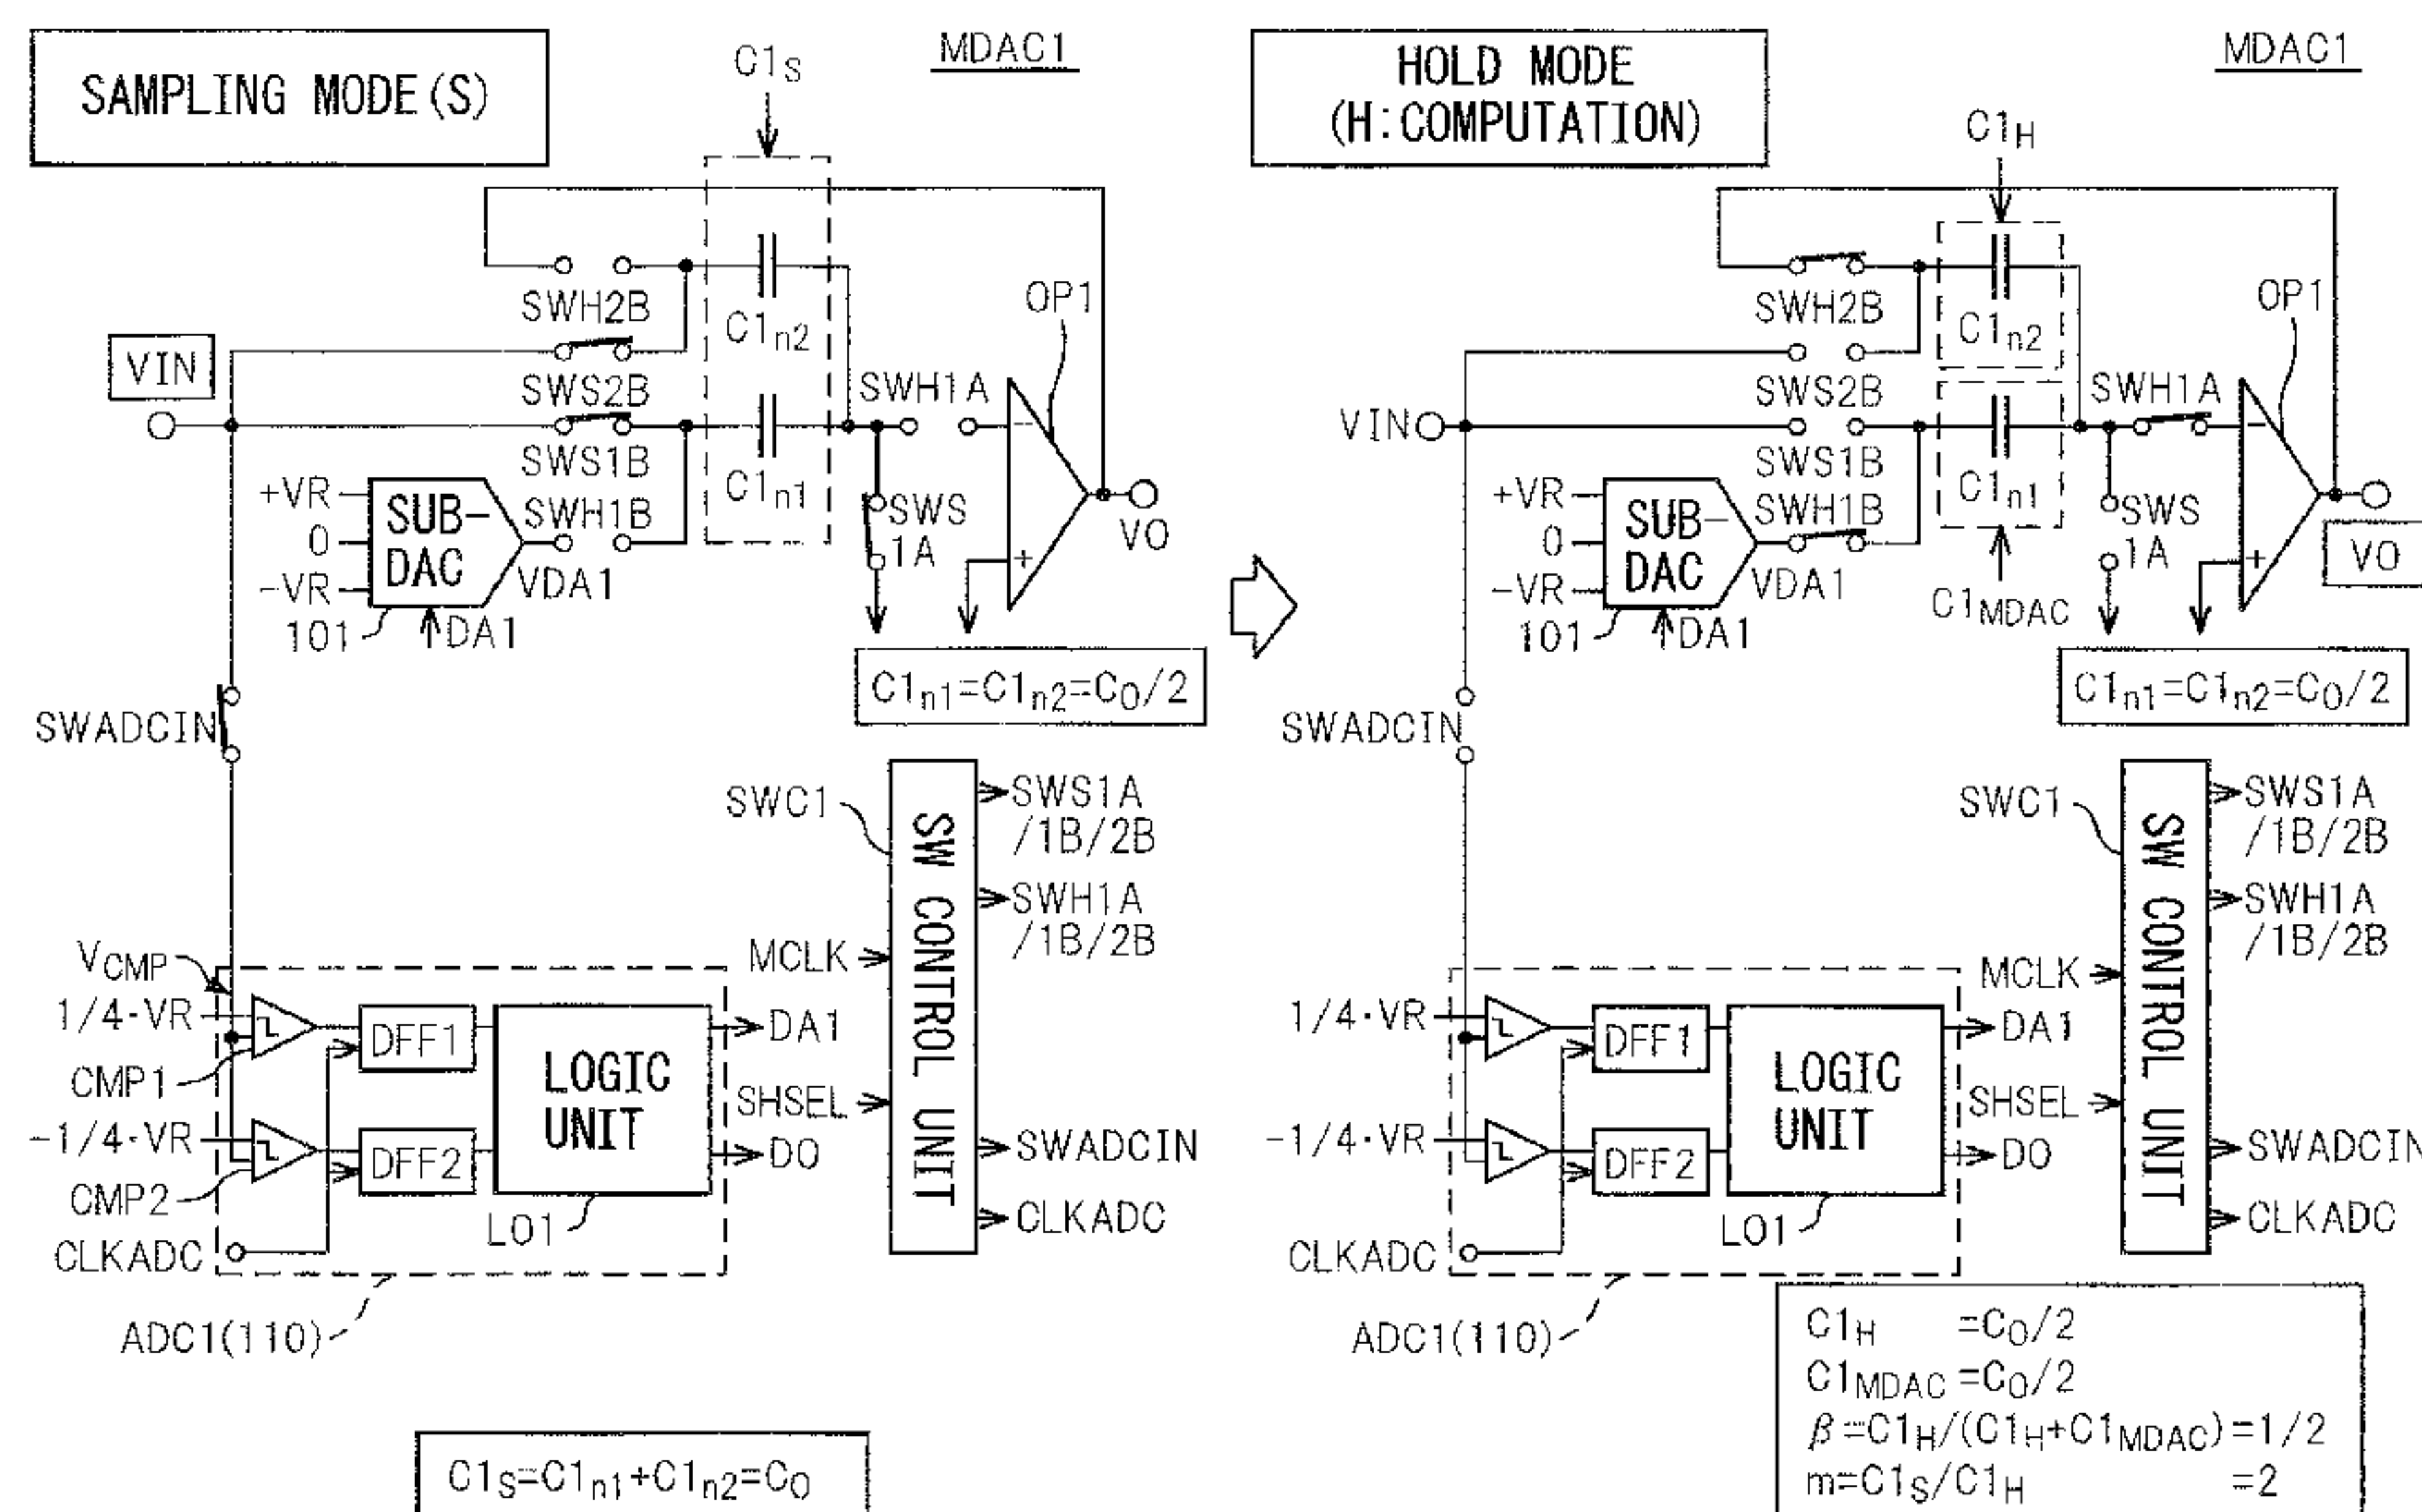 SAMPLING MODE(S)
MDAC1
C1S
SWH2B
C1n2
OP1
VIN
SWS2B
SWH1A
SWS1B
C1n1
+VR
0
-VR
SUB-
DAC
SWH1B
VDA1
SWS
1A
VO
101
DA1
C1n1=C1n2=C0/2
SWADCIN
SWC1
SW CONTROL UNIT
SWS1A
/1B/2B
SWH1A
/1B/2B
MCLK
SHSEL
SWADCIN
CLKADC
VCMP
1/4·VR
CMP1
-1/4·VR
CMP2
CLKADC
DFF1
DFF2
LOGIC
UNIT
LO1
DA1
DO
ADC1(110)
C1S=C1n1+C1n2=C0
HOLD MODE
(H:COMPUTATION)
MDAC1
C1H
SWH2B
C1n2
OP1
VIN
SWS2B
SWH1A
SWS1B
C1n1
+VR
0
-VR
SUB-
DAC
SWH1B
VDA1
SWS
1A
VO
101
DA1
C1MDAC
C1n1=C1n2=C0/2
SWADCIN
SWC1
SW CONTROL UNIT
SWS1A
/1B/2B
SWH1A
/1B/2B
MCLK
SHSEL
SWADCIN
CLKADC
1/4·VR
-1/4·VR
CLKADC
DFF1
DFF2
LOGIC
UNIT
LO1
DA1
DO
ADC1(110)
C1H =C0/2
C1MDAC =C0/2
β=C1H/(C1H+C1MDAC)=1/2
m=C1S/C1H =2